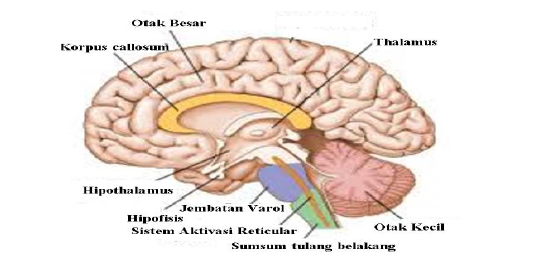 Otak Besar
Korpus callosum
Thalamus
Hipothalamus
Hipofisis
Jembatan Varol
Sistem Aktivasi Reticular
Sumsum tulang belakang
Otak Kecil